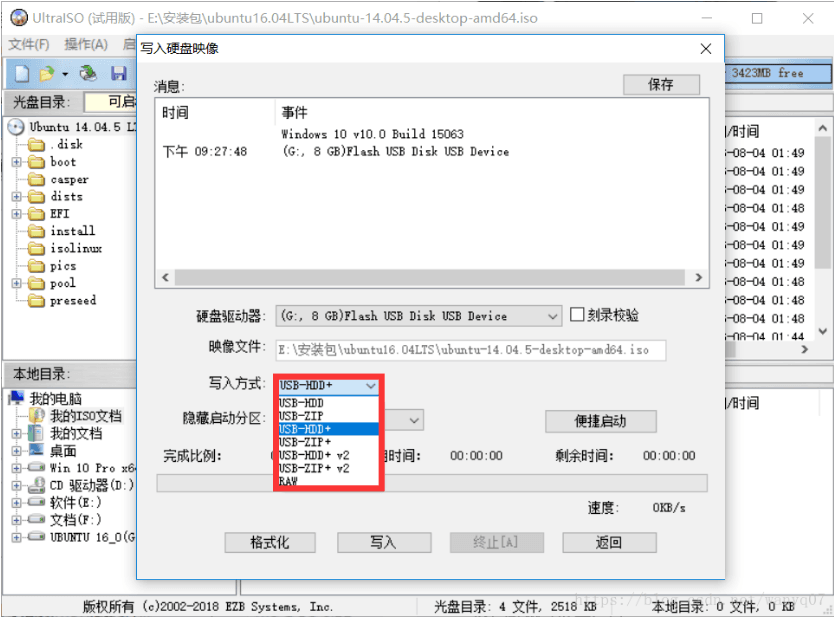 UltraISO (试用版) - E:\安装包\ubuntu16.04LTS\ubuntu-14.04.5-desktop-amd64.iso
文件(F) 操作(A) 启
3423MB free
光盘目录: 可启
Ubuntu 14.04.5 LT
.disk
boot
casper
dists
EFI
install
isolinux
pics
pool
preseed
写入硬盘映像
消息:
保存
时间 事件
Windows 10 v10.0 Build 15063
下午 09:27:48 (G:, 8 GB)Flash USB Disk USB Device
硬盘驱动器: (G:, 8 GB)Flash USB Disk USB Device 刻录校验
映像文件: E:\安装包\ubuntu16.04LTS\ubuntu-14.04.5-desktop-amd64.iso
写入方式: USB-HDD+
USB-HDD
USB-ZIP
USB-HDD+
USB-ZIP+
USB-HDD+ v2
USB-ZIP+ v2
RAW
隐藏启动分区: 便捷启动
完成比例: 时间: 00:00:00 剩余时间: 00:00:00
速度: 0KB/s
格式化 写入 终止[A] 返回
/时间
-08-04 01:49
-08-04 01:49
-08-04 01:49
-08-04 01:48
-08-04 01:49
-08-04 01:49
-08-04 01:49
-08-04 01:48
-08-04 01:48
-08-04 01:48
-08-04 01:44
本地目录:
我的电脑
我的ISO文档
我的文档
桌面
Win 10 Pro x6
CD 驱动器(D:)
软件(E:)
文档(F:)
UBUNTU 16_0(G
/时间
版权所有 (c)2002-2018 EZB Systems, Inc.
光盘目录: 4 文件, 2518 KB
本地目录: 0 文件, 0 KB